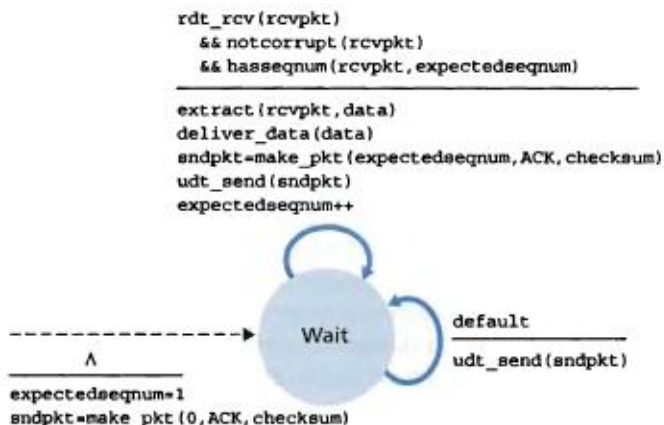 rdt_rcv(rcvpkt)
&& notcorrupt(rcvpkt)
&& hasseqnum(rcvpkt,expectedseqnum)
extract(rcvpkt,data)
deliver_data(data)
sndpkt=make_pkt(expectedseqnum,ACK,checksum)
udt_send(sndpkt)
expectedseqnum++
Wait
default
udt_send(sndpkt)
Λ
expectedseqnum=1
sndpkt=make_pkt(0,ACK,checksum)